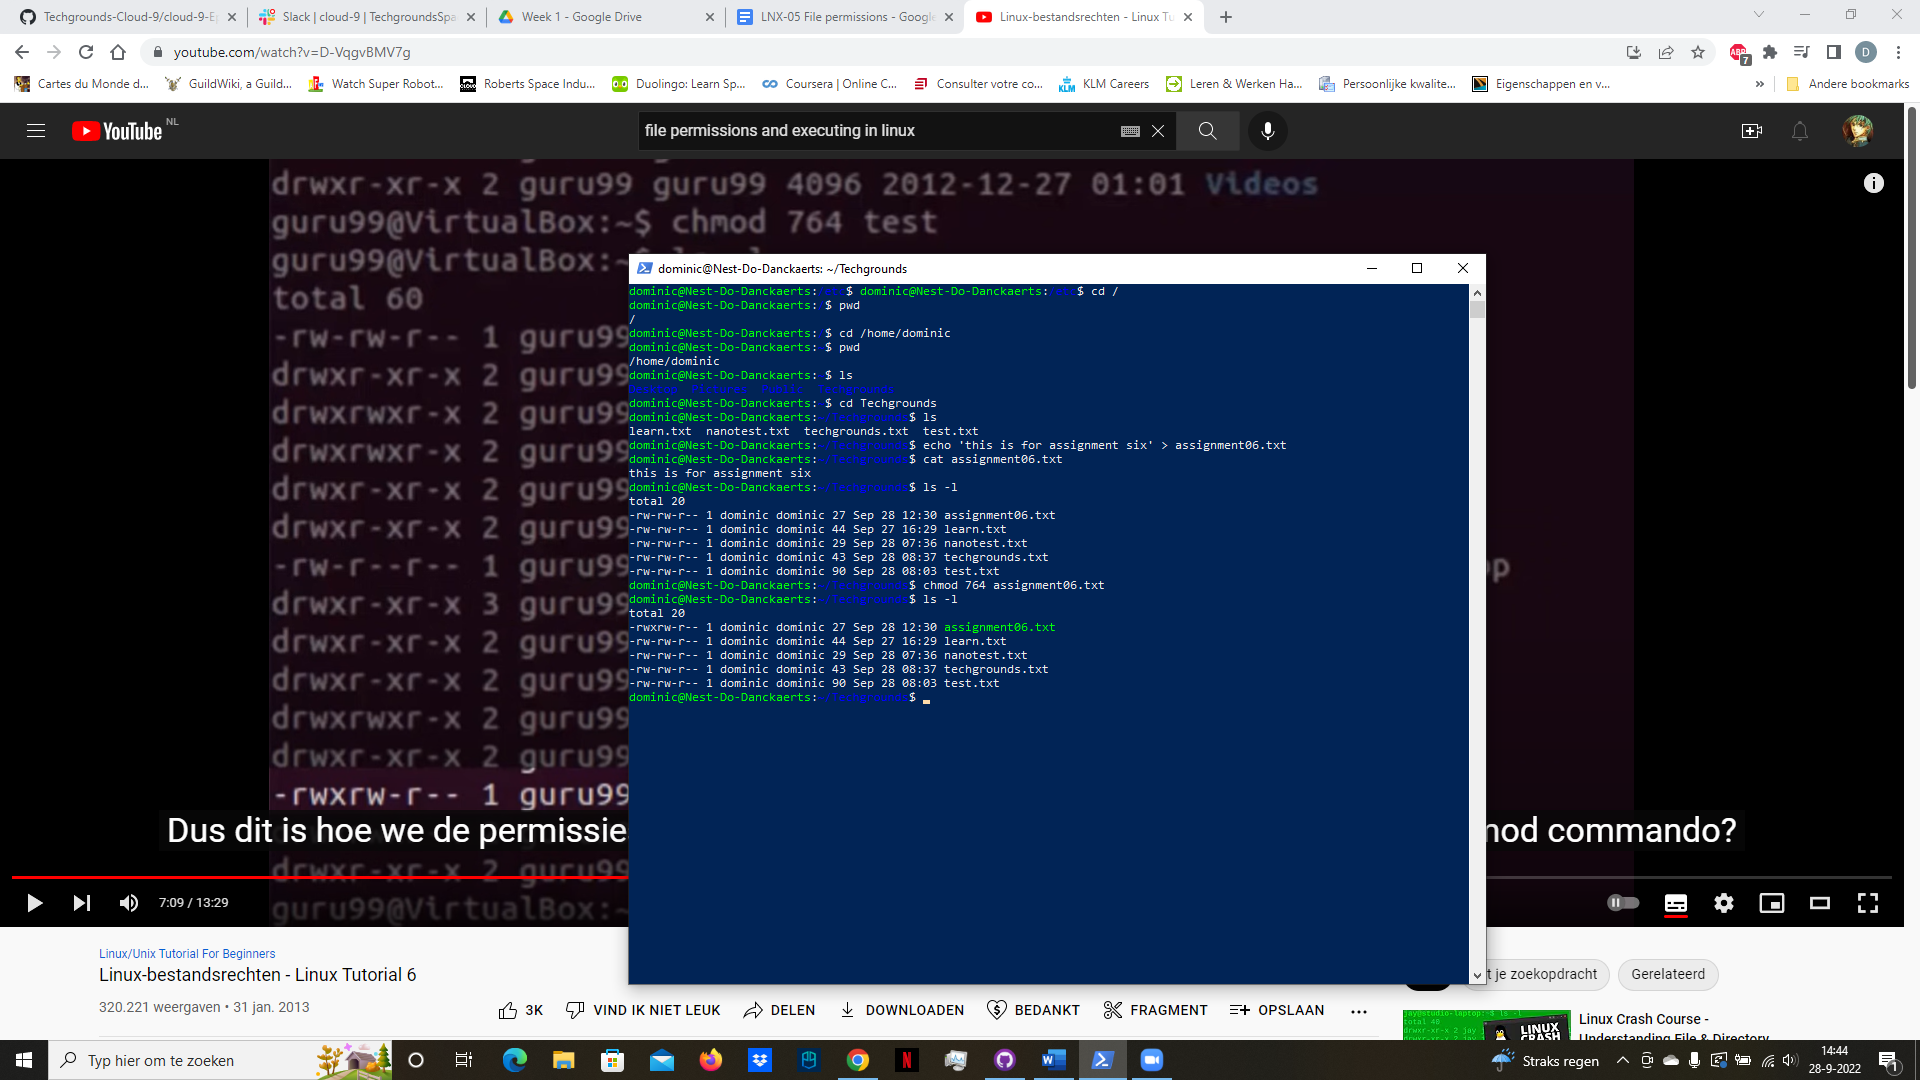 Techgrounds-Cloud-9/cloud-9-Ep
Slack | cloud-9 | TechgroundsSpa
Week 1 - Google Drive
LNX-05 File permissions - Google
Linux-bestandsrechten - Linux Tu
youtube.com/watch?v=D-VqgvBMV7g
ABP 7
D
Cartes du Monde d...
GuildWiki, a Guild...
Watch Super Robot...
Roberts Space Indu...
Duolingo: Learn Sp...
Coursera | Online C...
Consulter votre co...
KLM Careers
Leren & Werken Ha...
Persoonlijke kwalite...
Eigenschappen en v...
»
Andere bookmarks
YouTube NL
file permissions and executing in linux
drwxr-xr-x 2 guru99 guru99 4096 2012-12-27 01:01 Videos
guru99@VirtualBox:~$ chmod 764 test
guru99@VirtualBox:~$
total 60
-rw-rw-r-- 1 guru99
drwxr-xr-x 2 guru99
drwxrwxr-x 2 guru99
drwxr-xr-x 2 guru99
drwxr-xr-x 2 guru99
drwxr-xr-x 2 guru99
-rw-r--r-- 1 guru99
drwxr-xr-x 3 guru99
drwxr-xr-x 2 guru99
drwxr-xr-x 2 guru99
drwxrwxr-x 2 guru99
drwxr-xr-x 2 guru99
-rwxrw-r-- 1 guru99
drwxr-xr-x 2
guru99@VirtualBox:~
Dus dit is hoe we de permissie
mod commando?
dominic@Nest-Do-Danckaerts: ~/Techgrounds
dominic@Nest-Do-Danckaerts: $ dominic@Nest-Do-Danckaerts: $ cd /
dominic@Nest-Do-Danckaerts: $ pwd
/
dominic@Nest-Do-Danckaerts: $ cd /home/dominic
dominic@Nest-Do-Danckaerts: $ pwd
/home/dominic
dominic@Nest-Do-Danckaerts: $ ls
dominic@Nest-Do-Danckaerts: $ cd Techgrounds
dominic@Nest-Do-Danckaerts:~/Techgrounds$ ls
learn.txt nanotest.txt techgrounds.txt test.txt
dominic@Nest-Do-Danckaerts:~/Techgrounds$ echo 'this is for assignment six' > assignment06.txt
dominic@Nest-Do-Danckaerts:~/Techgrounds$ cat assignment06.txt
this is for assignment six
dominic@Nest-Do-Danckaerts:~/Techgrounds$ ls -l
total 20
-rw-rw-r-- 1 dominic dominic 27 Sep 28 12:30 assignment06.txt
-rw-rw-r-- 1 dominic dominic 44 Sep 27 16:29 learn.txt
-rw-rw-r-- 1 dominic dominic 29 Sep 28 07:36 nanotest.txt
-rw-rw-r-- 1 dominic dominic 43 Sep 28 08:37 techgrounds.txt
-rw-rw-r-- 1 dominic dominic 90 Sep 28 08:03 test.txt
dominic@Nest-Do-Danckaerts:~/Techgrounds$ chmod 764 assignment06.txt
dominic@Nest-Do-Danckaerts:~/Techgrounds$ ls -l
total 20
-rwxrw-r-- 1 dominic dominic 27 Sep 28 12:30 assignment06.txt
-rw-rw-r-- 1 dominic dominic 44 Sep 27 16:29 learn.txt
-rw-rw-r-- 1 dominic dominic 29 Sep 28 07:36 nanotest.txt
-rw-rw-r-- 1 dominic dominic 43 Sep 28 08:37 techgrounds.txt
-rw-rw-r-- 1 dominic dominic 90 Sep 28 08:03 test.txt
dominic@Nest-Do-Danckaerts:~/Techgrounds$
7:09 / 13:29
Linux/Unix Tutorial For Beginners
Linux-bestandsrechten - Linux Tutorial 6
320.221 weergaven • 31 jan. 2013
3K
VIND IK NIET LEUK
DELEN
DOWNLOADEN
BEDANKT
FRAGMENT
OPSLAAN
t je zoekopdracht
Gerelateerd
LINUX CRASH
Linux Crash Course -
Understanding File & Directory
Typ hier om te zoeken
Straks regen
14:44
28-9-2022
1